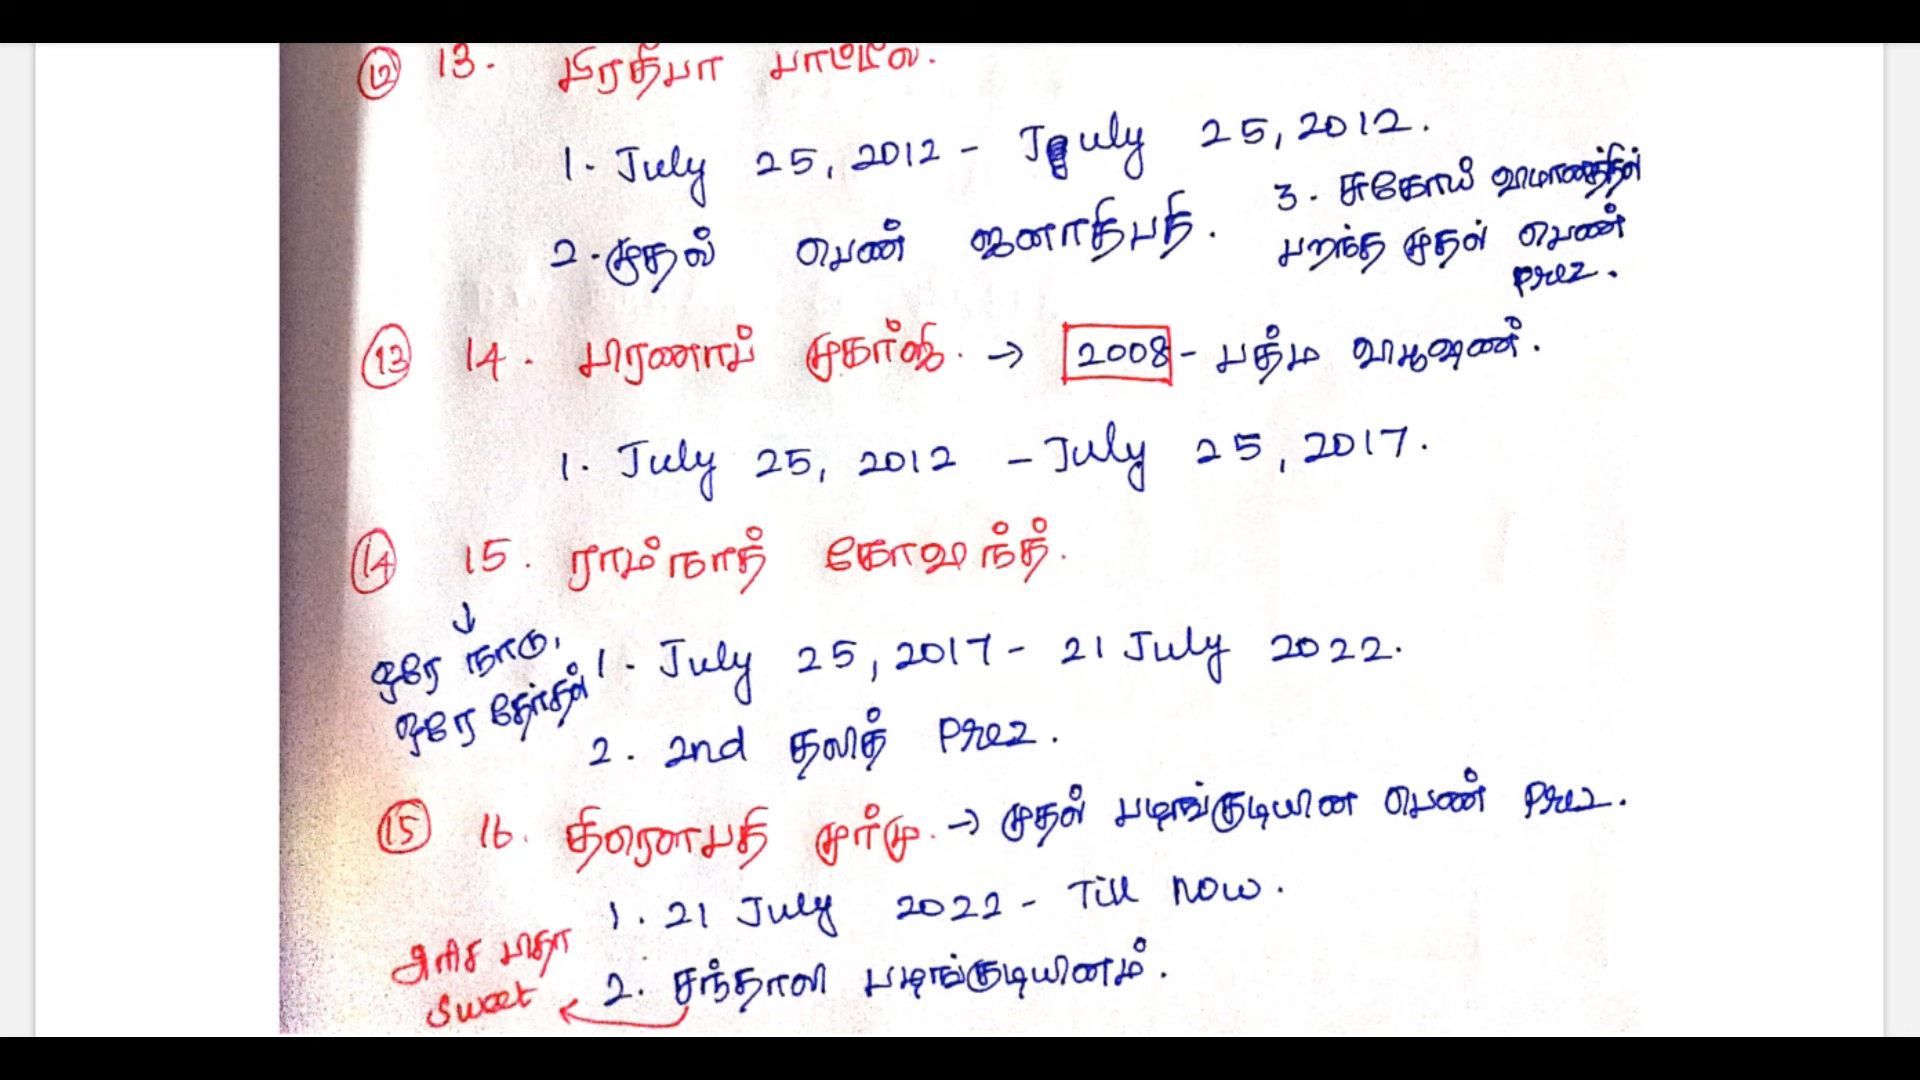 12 13. பிரதிபா பாட்டீல்.
1. July 25, 2012 - July 25, 2012.
2. முதல் பெண் ஜனாதிபதி.
3. சுகோய் விமானத்தில்
பறந்த முதல் பெண்
Prez.
13 14. பிரணாப் முகர்ஜி. → 2008 - பத்ம விபூஷண்.
1. July 25, 2012 - July 25, 2017.
14 15. ராம்நாத் கோவிந்த்.
↓
ஒரே நாடு,
ஒரே தேர்தல்
1. July 25, 2017 - 21 July 2022.
2. 2nd தலித் Prez.
15 16. திரௌபதி முர்மு. → முதல் பழங்குடியின பெண் Prez.
1. 21 July 2022 - Till Now.
2. சந்தாலி பழங்குடியினம்.
அரிச பிதா
Sweet ←